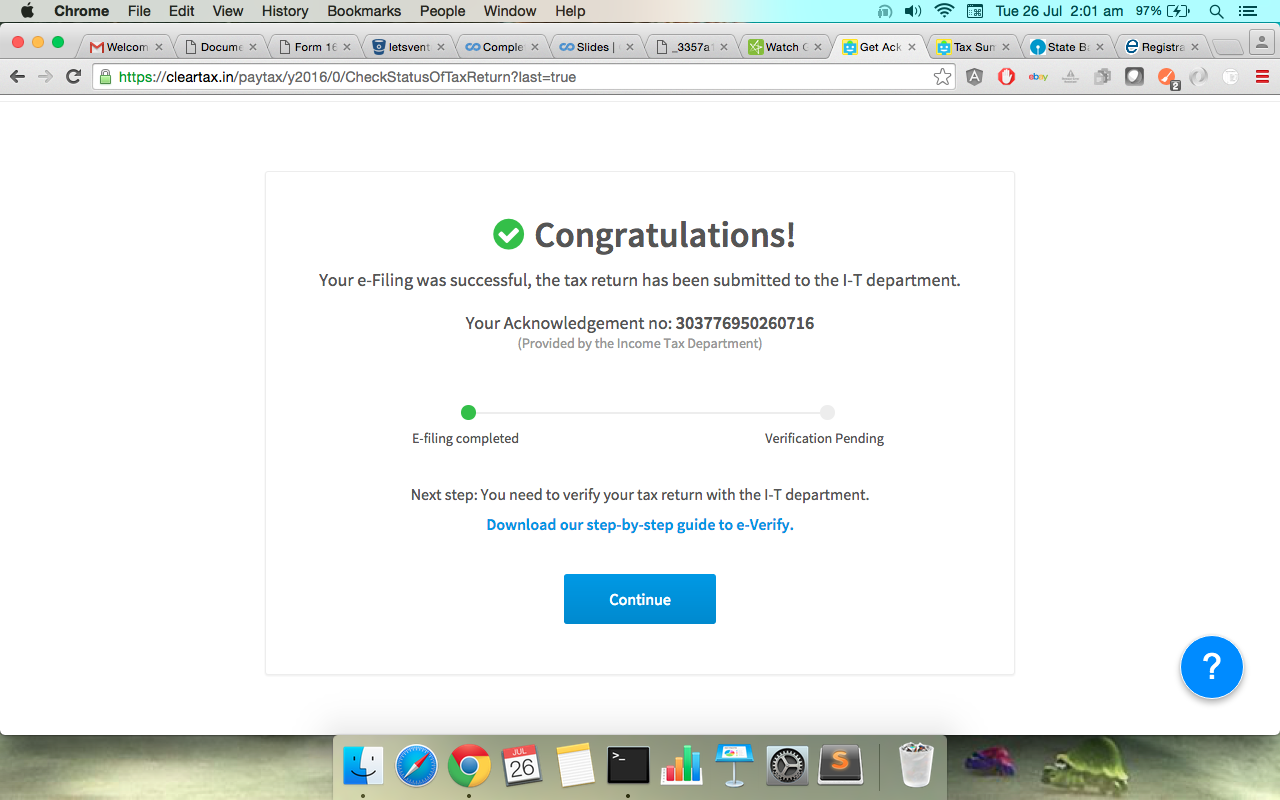 Chrome File Edit View History Bookmarks People Window Help Tue 26 Jul 2:01 am 97%
Welcom Docume Form 16 letsvent Comple Slides | _3357a Watch Get Ack Tax Sum State Ba Registra
https://cleartax.in/paytax/y2016/0/CheckStatusOfTaxReturn?last=true
ebay
2
Congratulations!
Your e-Filing was successful, the tax return has been submitted to the I-T department.
Your Acknowledgement no: 303776950260716
(Provided by the Income Tax Department)
E-filing completed Verification Pending
Next step: You need to verify your tax return with the I-T department.
Download our step-by-step guide to e-Verify.
Continue
?
JUL
26
>_
S